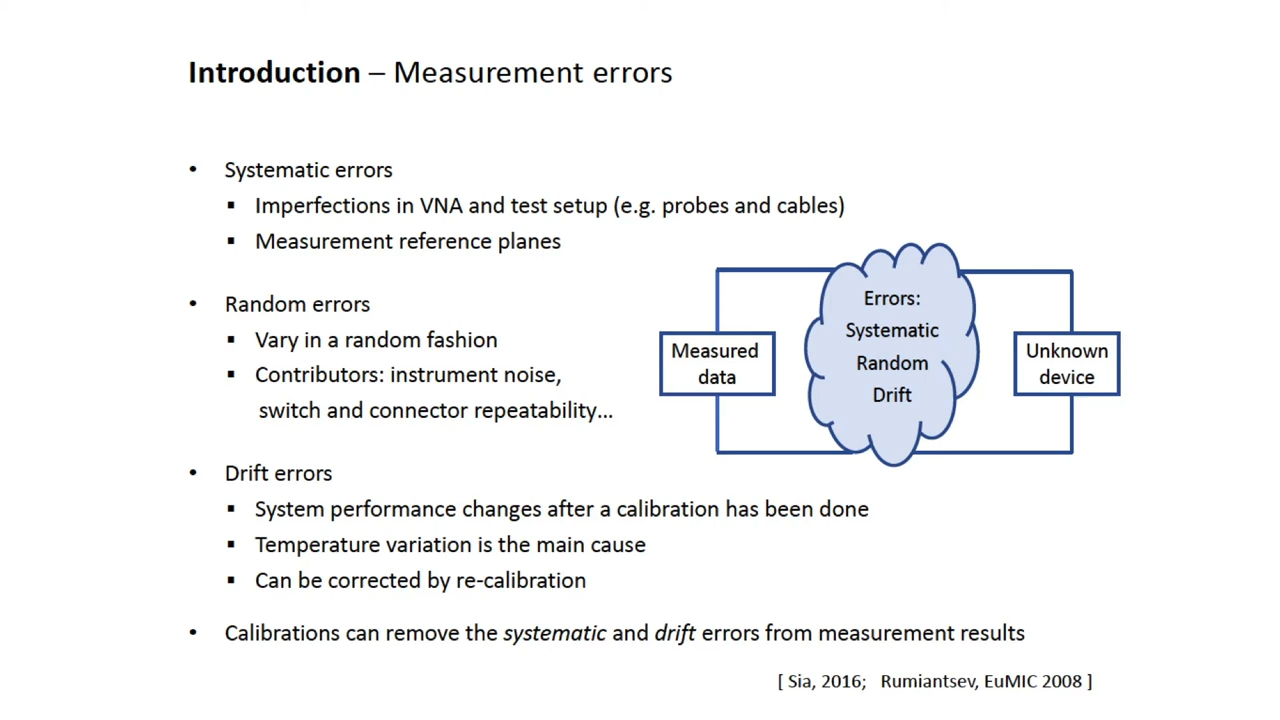 Introduction – Measurement errors
• Systematic errors
▪ Imperfections in VNA and test setup (e.g. probes and cables)
▪ Measurement reference planes
• Random errors
▪ Vary in a random fashion
▪ Contributors: instrument noise,
switch and connector repeatability...
Measured
data
Errors:
Systematic
Random
Drift
Unknown
device
• Drift errors
▪ System performance changes after a calibration has been done
▪ Temperature variation is the main cause
▪ Can be corrected by re-calibration
• Calibrations can remove the systematic and drift errors from measurement results
[ Sia, 2016; Rumiantsev, EuMIC 2008 ]